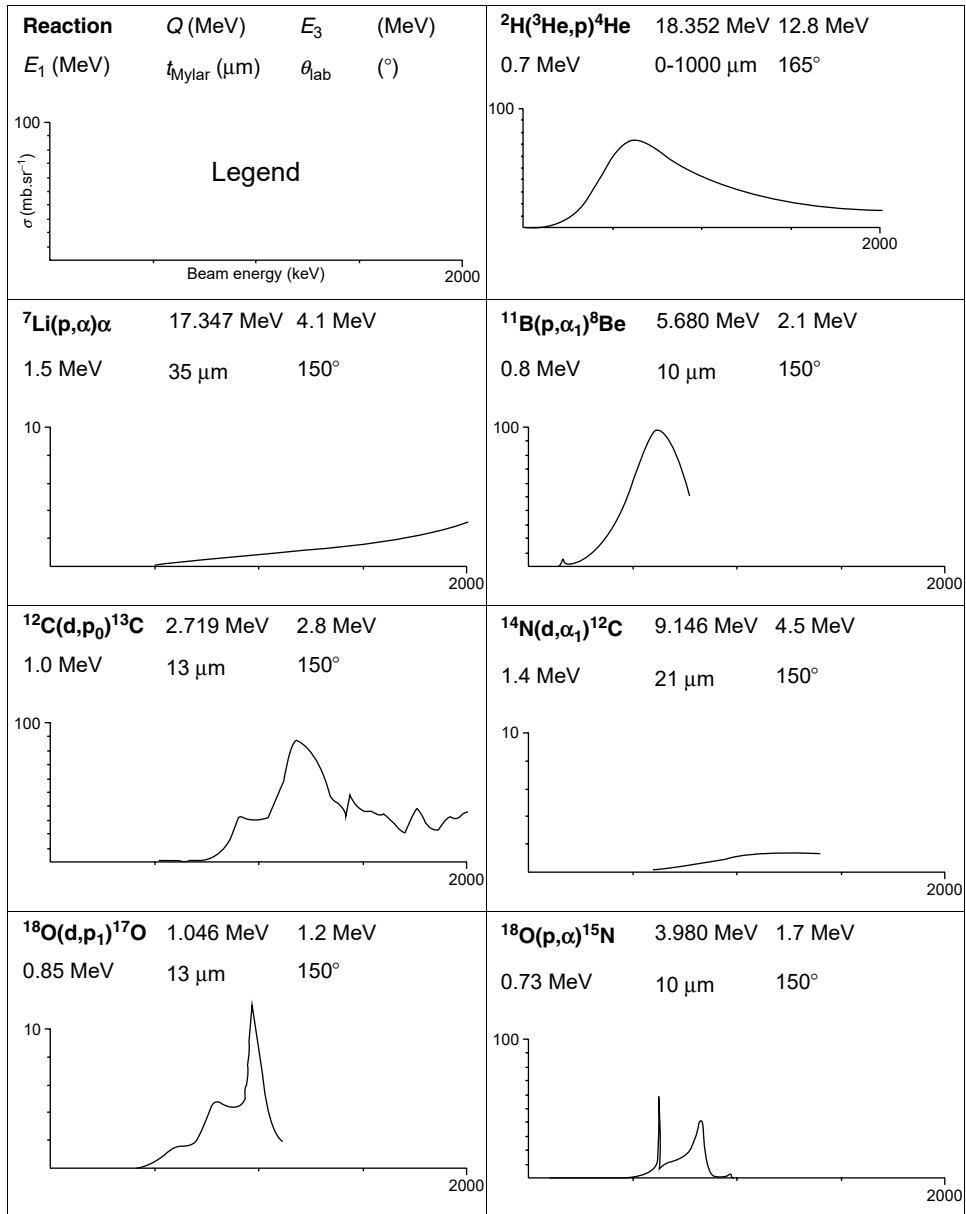 Reaction Q (MeV) E3 (MeV)
E1 (MeV) tMylar (μm) θlab (°)
100
σ (mb.sr⁻¹)
Legend
Beam energy (keV)
2000
²H(³He,p)⁴He 18.352 MeV 12.8 MeV
0.7 MeV 0-1000 μm 165°
100
2000
⁷Li(p,α)α 17.347 MeV 4.1 MeV
1.5 MeV 35 μm 150°
10
2000
¹¹B(p,α₁)⁸Be 5.680 MeV 2.1 MeV
0.8 MeV 10 μm 150°
100
2000
¹²C(d,p₀)¹³C 2.719 MeV 2.8 MeV
1.0 MeV 13 μm 150°
100
2000
¹⁴N(d,α₁)¹²C 9.146 MeV 4.5 MeV
1.4 MeV 21 μm 150°
10
2000
¹⁸O(d,p₁)¹⁷O 1.046 MeV 1.2 MeV
0.85 MeV 13 μm 150°
10
2000
¹⁸O(p,α)¹⁵N 3.980 MeV 1.7 MeV
0.73 MeV 10 μm 150°
100
2000